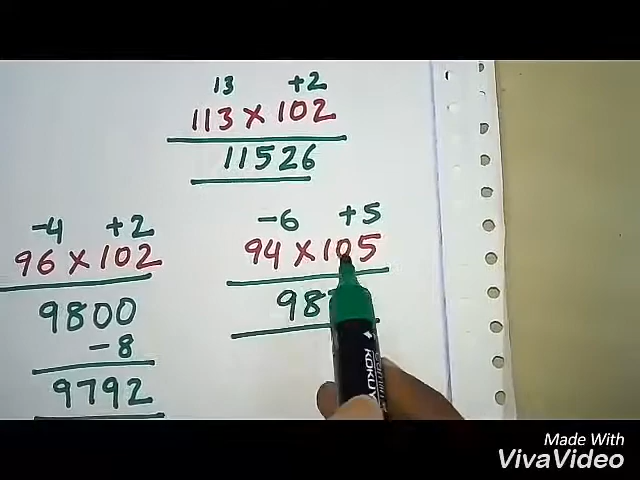 13 +2
113 x 102
11526
-4 +2
96 x 102
9800
-8
9792
-6 +5
94 x 105
98
KOKUY
Made With
VivaVideo